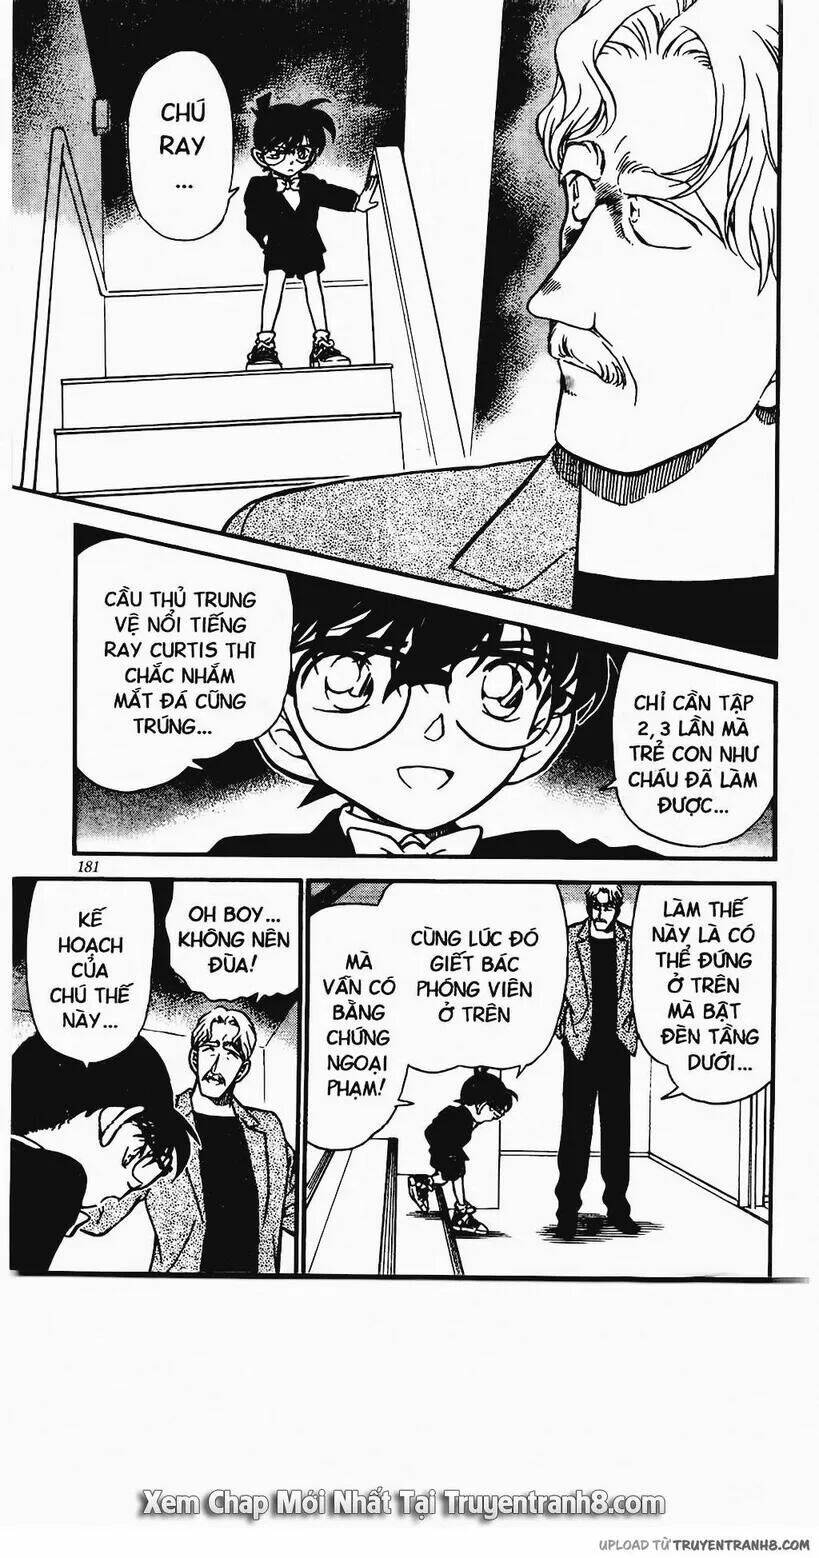 CHÚ
RAY
...
CHỈ CẦN TẬP
2, 3 LẦN MÀ
TRẺ CON NHƯ
CHÁU ĐÃ LÀM
ĐƯỢC...
CẦU THỦ TRUNG
VỆ NỔI TIẾNG
RAY CURTIS THÌ
CHẮC NHẮM
MẮT ĐÁ CŨNG
TRÚNG...
181
LÀM THẾ
NÀY LÀ CÓ
THỂ ĐỨNG
Ở TRÊN
MÀ BẬT
ĐÈN TẦNG
DƯỚI...
CÙNG LÚC ĐÓ
GIẾT BÁC
PHÓNG VIÊN
Ở TRÊN
MÀ
VẪN CÓ
BẰNG
CHỨNG
NGOẠI
PHẠM!
OH BOY...
KHÔNG NÊN
ĐÙA!
KẾ
HOẠCH
CỦA
CHÚ THẾ
NÀY...
Xem Chap Mới Nhất Tại Truyentranh8.com
UPLOAD TỪ TRUYENTRANH8.COM